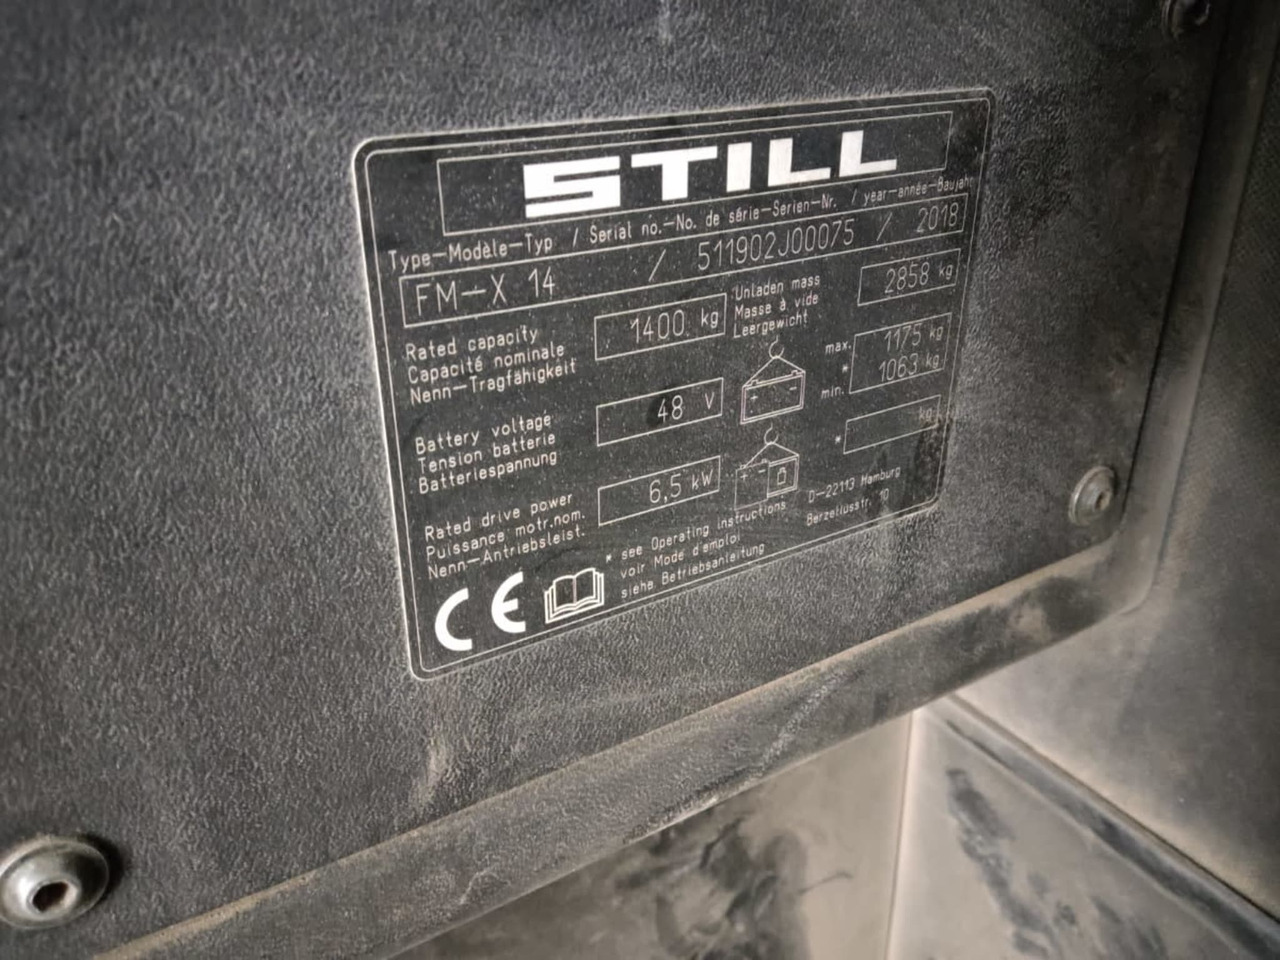 STILL
Type-Modèle-Typ / Serial no.-No. de série-Serien-Nr. / year-année-Baujahr
FM-X 14 / 511902J00075 / 2018
Rated capacity
Capacité nominale
Nenn-Tragfähigkeit
1400 kg
Unladen mass
Masse à vide
Leergewicht
2858 kg
Battery voltage
Tension batterie
Batteriespannung
48 V
+ -
max. 1175 kg
*
min. 1063 kg
Rated drive power
Puissance motr.nom.
Nenn-Antriebsleist.
6,5 kW
+ -
* kg
CE
* see Operating Instructions
voir Mode d'emploi
siehe Betriebsanleitung
D-22113 Hamburg
Berzeliusstr. 10